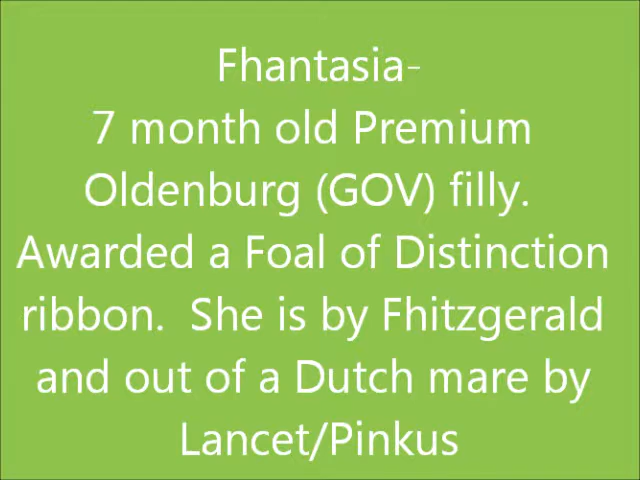 Fhantasia-
7 month old Premium
Oldenburg (GOV) filly.
Awarded a Foal of Distinction
ribbon.  She is by Fhitzgerald
and out of a Dutch mare by
Lancet/Pinkus